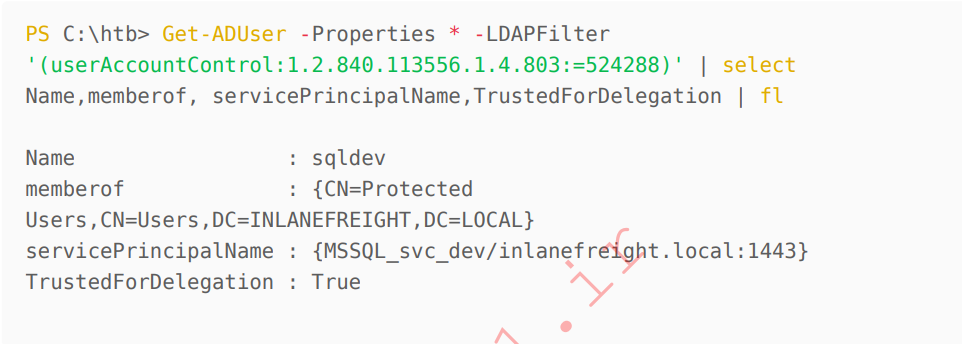 PS C:\htb> Get-ADUser -Properties * -LDAPFilter
'(userAccountControl:1.2.840.113556.1.4.803:=524288)' | select
Name,memberof, servicePrincipalName,TrustedForDelegation | fl
Name : sqldev
memberof : {CN=Protected
Users,CN=Users,DC=INLANEFREIGHT,DC=LOCAL}
servicePrincipalName : {MSSQL_svc_dev/inlanefreight.local:1443}
TrustedForDelegation : True